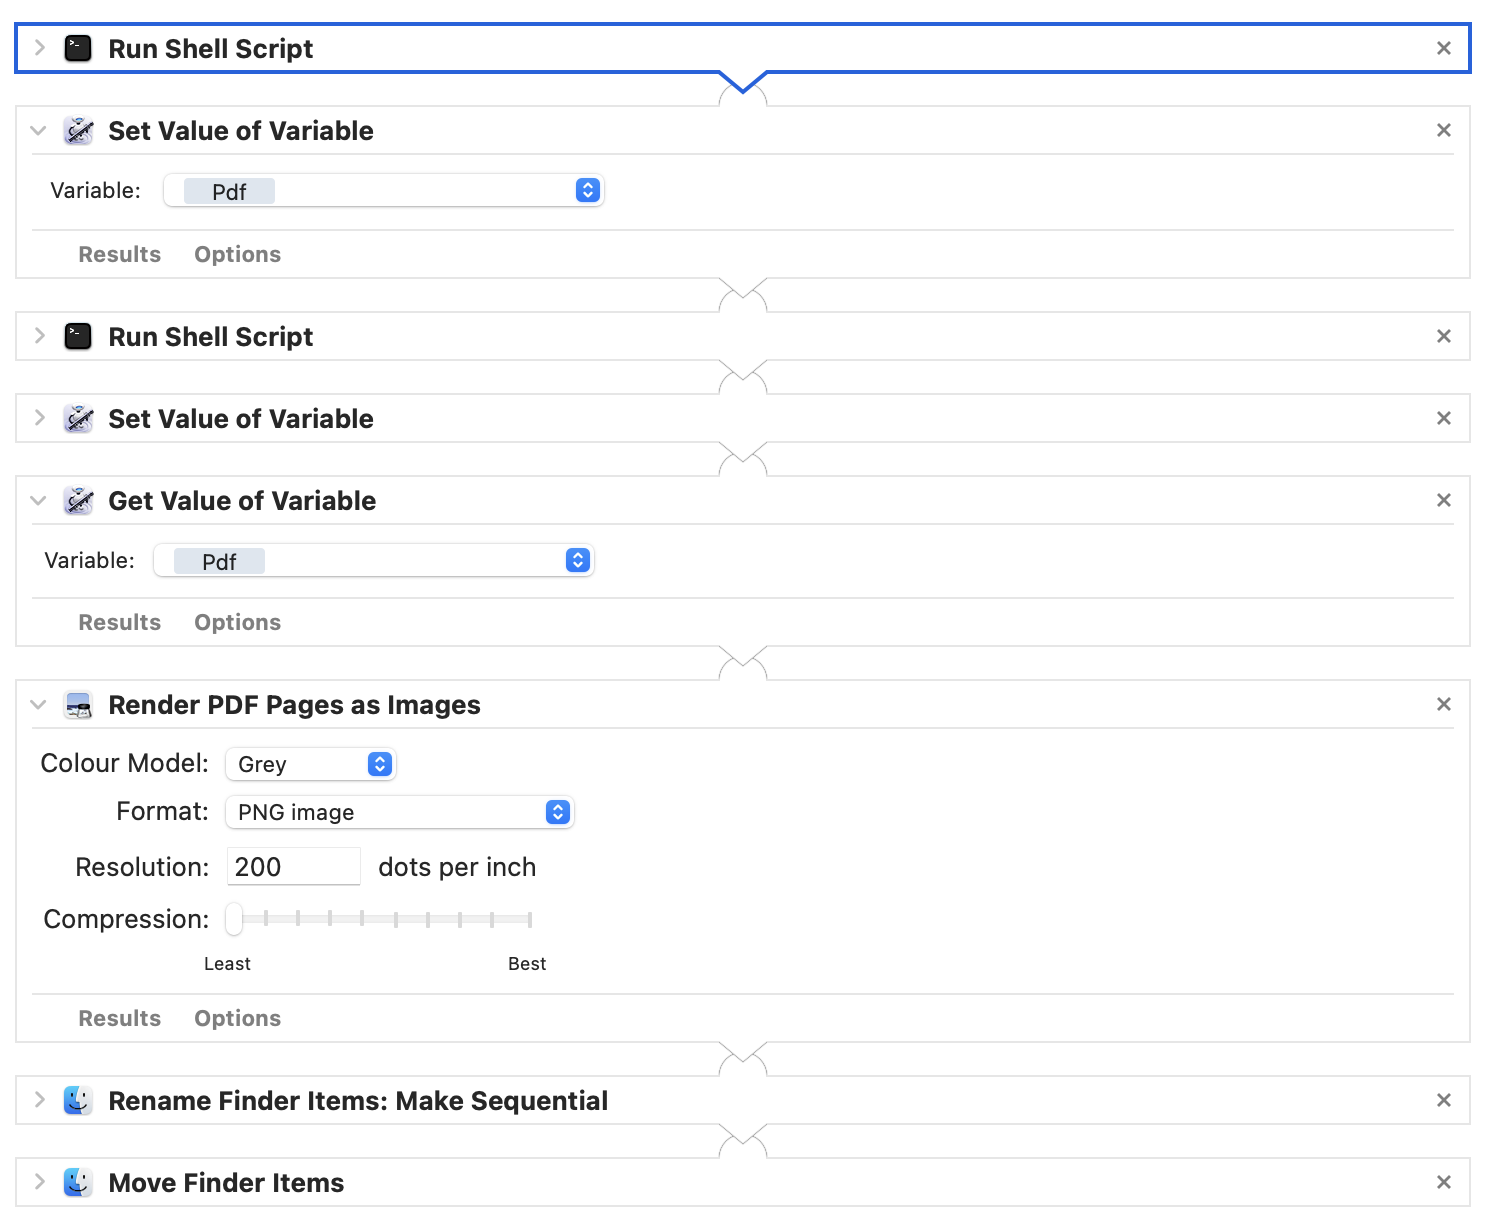 Run Shell Script
Set Value of Variable
Variable: Pdf
Results Options
Run Shell Script
Set Value of Variable
Get Value of Variable
Variable: Pdf
Results Options
Render PDF Pages as Images
Colour Model: Grey
Format: PNG image
Resolution: 200 dots per inch
Compression:
Least Best
Results Options
Rename Finder Items: Make Sequential
Move Finder Items